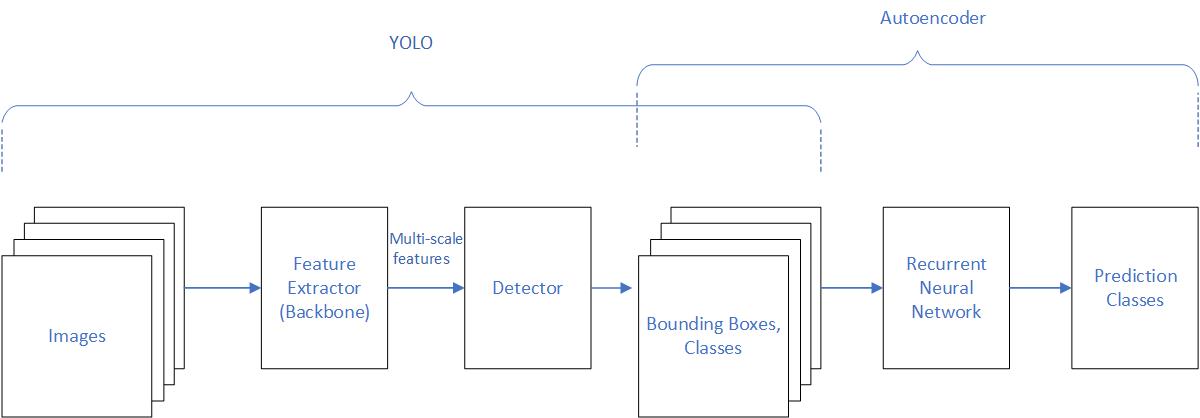 Autoencoder
YOLO
Images
Feature
Extractor
(Backbone)
Multi-scale
features
Detector
Bounding Boxes,
Classes
Recurrent
Neural
Network
Prediction
Classes